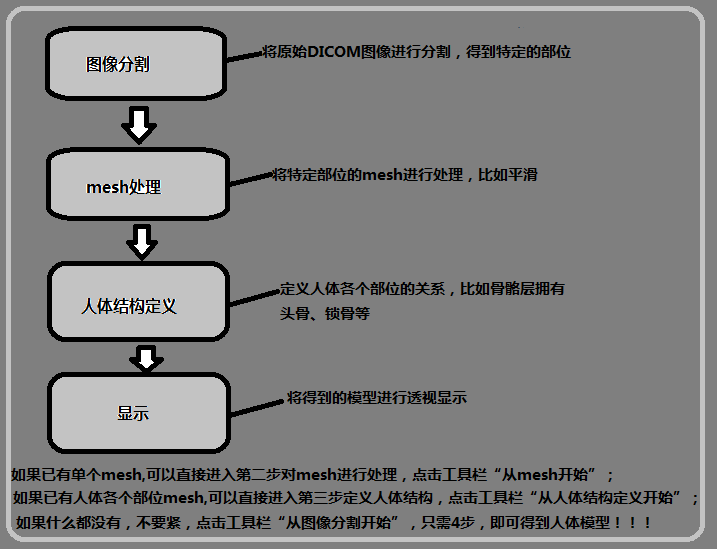 图像分割
将原始DICOM图像进行分割，得到特定的部位
mesh处理
将特定部位的mesh进行处理，比如平滑
人体结构定义
定义人体各个部位的关系，比如骨骼层拥有
头骨、锁骨等
显示
将得到的模型进行透视显示
如果已有单个mesh,可以直接进入第二步对mesh进行处理，点击工具栏“从mesh开始”；
如果已有人体各个部位mesh,可以直接进入第三步定义人体结构，点击工具栏“从人体结构定义开始”；
如果什么都没有，不要紧，点击工具栏“从图像分割开始”，只需4步，即可得到人体模型！！！